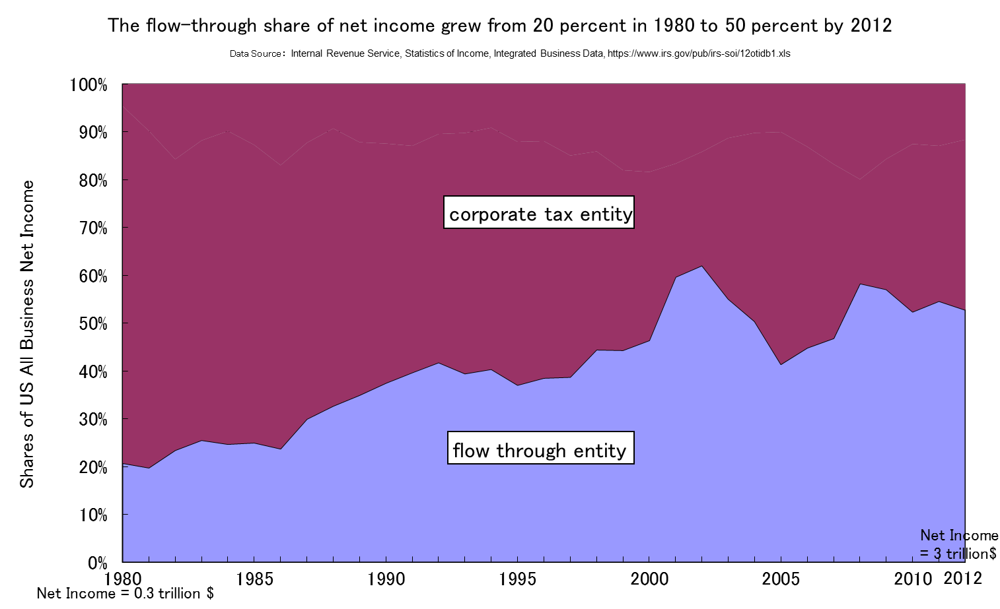 The flow-through share of net income grew from 20 percent in 1980 to 50 percent by 2012
Data Source: Internal Revenue Service, Statistics of Income, Integrated Business Data, https://www.irs.gov/pub/irs-soi/12otidb1.xls
Shares of US All Business Net Income
100%
90%
80%
70%
60%
50%
40%
30%
20%
10%
0%
corporate tax entity
flow through entity
Net Income
= 3 trillion$
1980 1985 1990 1995 2000 2005 2010 2012
Net Income = 0.3 trillion $